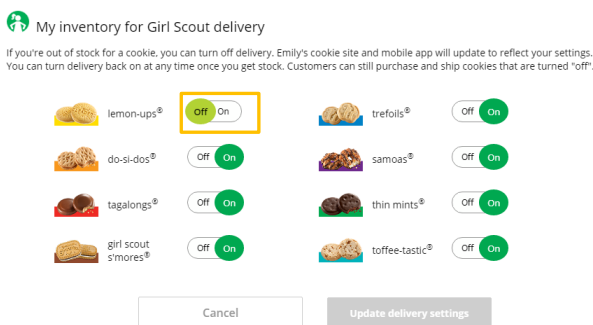 My inventory for Girl Scout delivery
If you're out of stock for a cookie, you can turn off delivery. Emily's cookie site and mobile app will update to reflect your settings.
You can turn delivery back on at any time once you get stock. Customers can still purchase and ship cookies that are turned "off".
lemon-ups® Off On
trefoils® Off On
do-si-dos® Off On
samoas® Off On
tagalongs® Off On
thin mints® Off On
girl scout
s'mores® Off On
toffee-tastic® Off On
Cancel
Update delivery settings